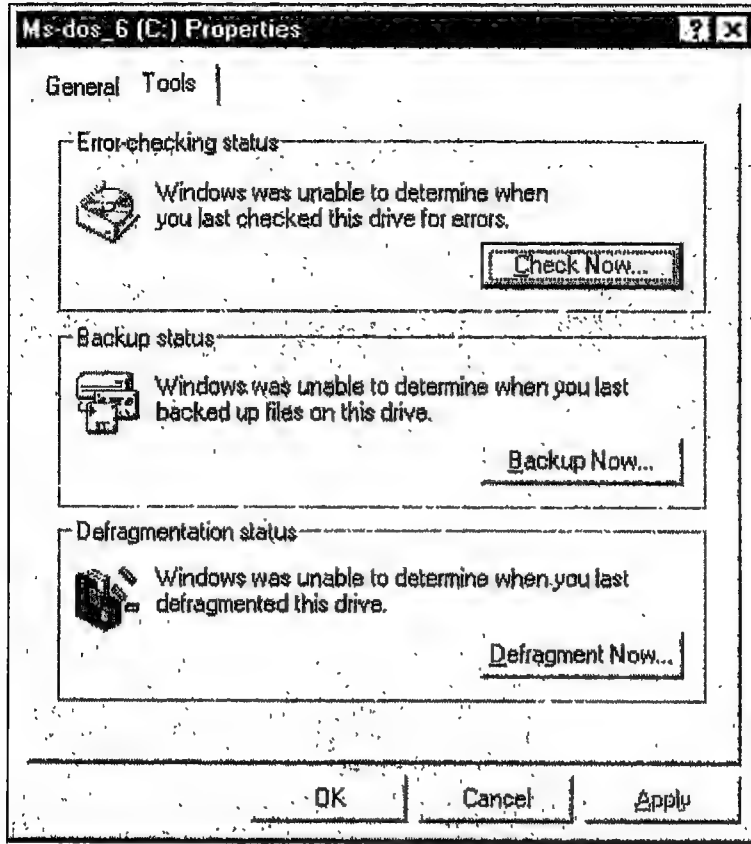 Ms-dos_6 (C:) Properties
General Tools
Error-checking status
Windows was unable to determine when
you last checked this drive for errors.
Check Now...
Backup status
Windows was unable to determine when you last
backed up files on this drive.
Backup Now...
Defragmentation status
Windows was unable to determine when you last
defragmented this drive.
Defragment Now...
OK Cancel Apply